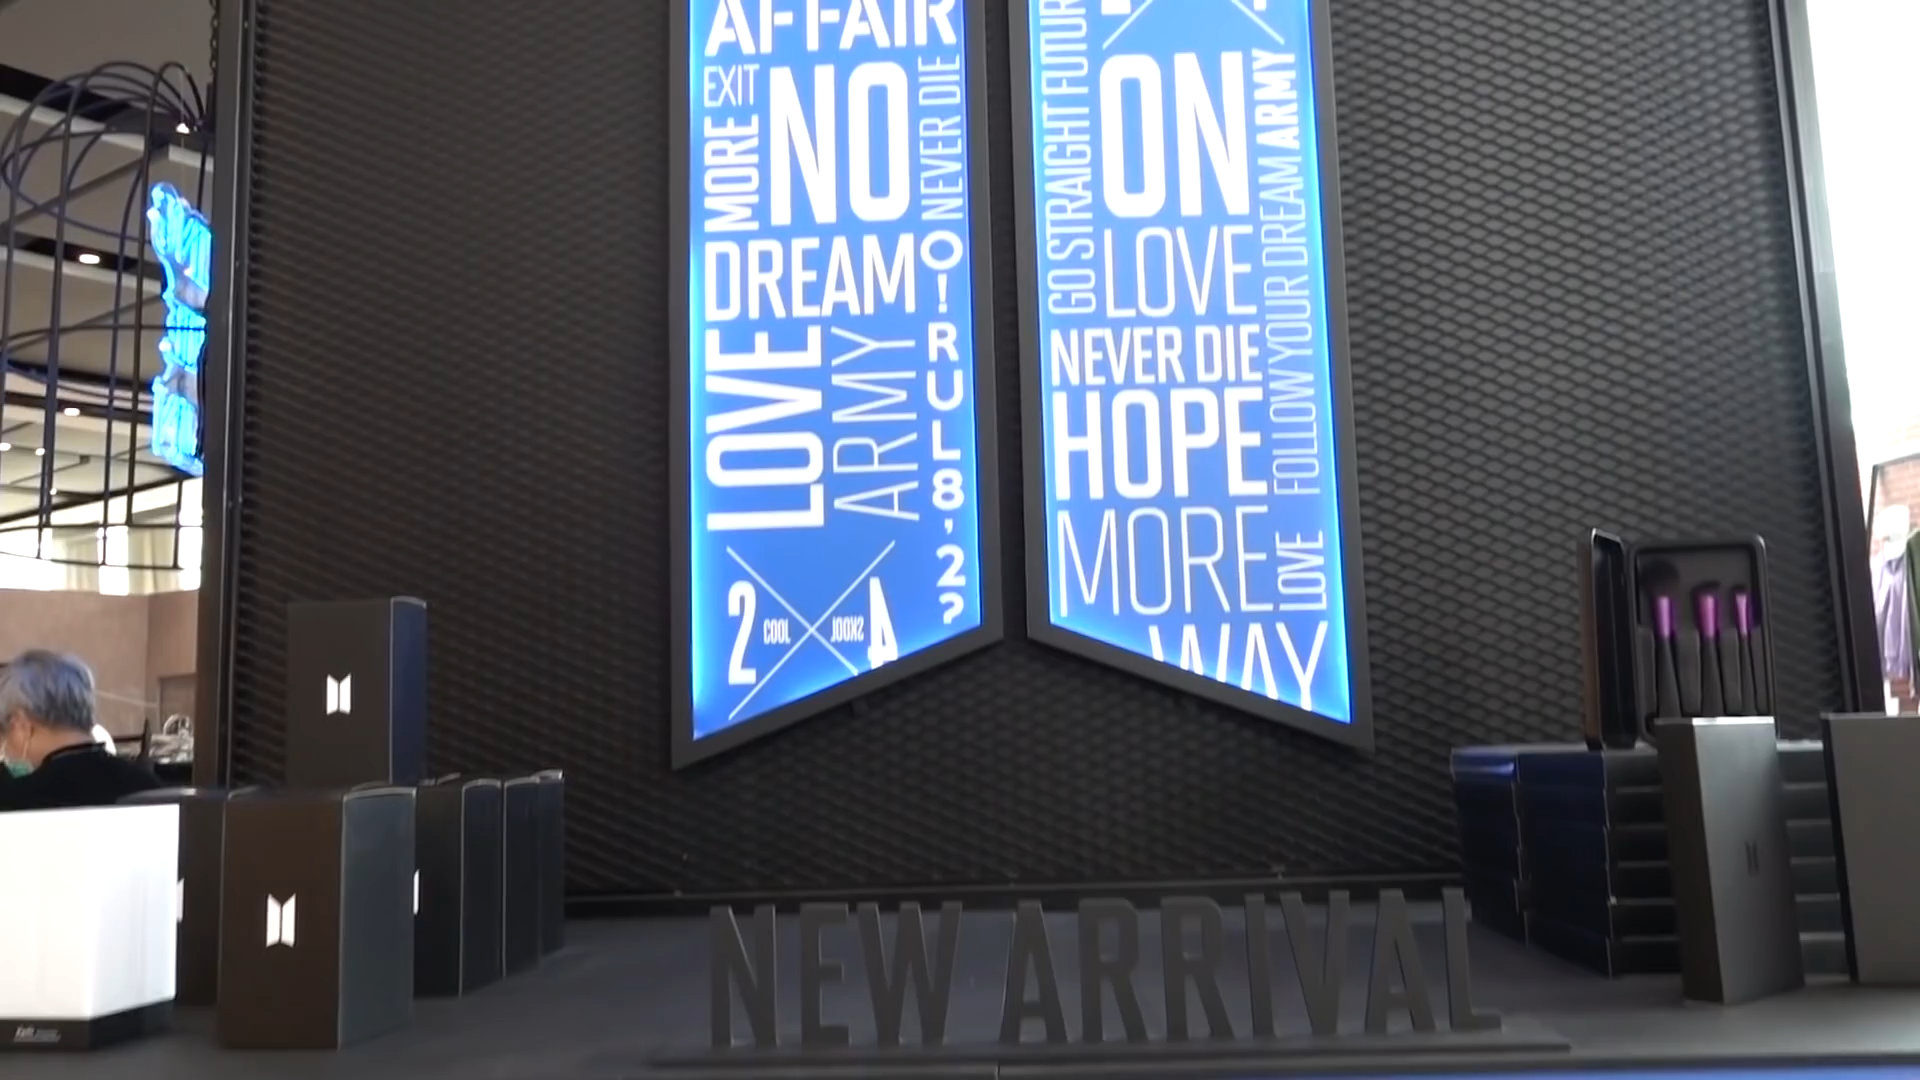 AFFAIR
EXIT
MORE
NO
NEVER DIE
DREAM
O!RUL8,2?
LOVE
ARMY
2 COOL
4 SKOOL
GO STRAIGHT FUTUR
ON
ARMY
LOVE
FOLLOW YOUR DREAM
NEVER DIE
HOPE
MORE
LOVE
WAY
NEW ARRIVAL